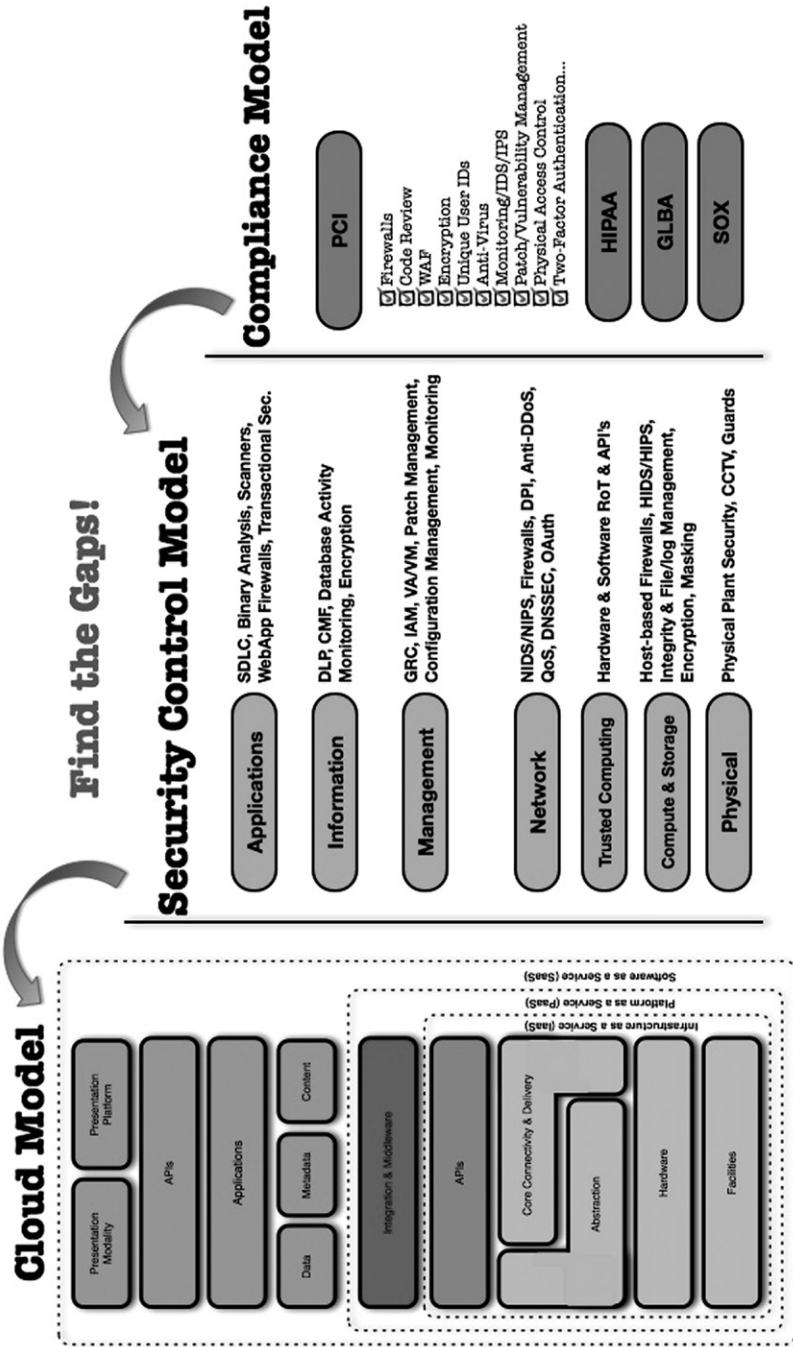 Find the Gaps!
Cloud Model
Presentation
Modality
Presentation
Platform
APIs
Applications
Data
Metadata
Content
Integration & Middleware
APIs
Core Connectivity & Delivery
Abstraction
Hardware
Facilities
Infrastructure as a Service (IaaS)
Platform as a Service (PaaS)
Software as a Service (SaaS)
Security Control Model
Applications
SDLC, Binary Analysis, Scanners,
WebApp Firewalls, Transactional Sec.
Information
DLP, CMF, Database Activity
Monitoring, Encryption
Management
GRC, IAM, VA/VM, Patch Management,
Configuration Management, Monitoring
Network
NIDS/NIPS, Firewalls, DPI, Anti-DDoS,
QoS, DNSSEC, OAuth
Trusted Computing
Hardware & Software RoT & API's
Compute & Storage
Host-based Firewalls, HIDS/HIPS,
Integrity & File/log Management,
Encryption, Masking
Physical
Physical Plant Security, CCTV, Guards
Compliance Model
PCI
☑ Firewalls
☑ Code Review
☑ WAF
☑ Encryption
☑ Unique User IDs
☑ Anti-Virus
☑ Monitoring/IDS/IPS
☑ Patch/Vulnerability Management
☑ Physical Access Control
☑ Two-Factor Authentication...
HIPAA
GLBA
SOX